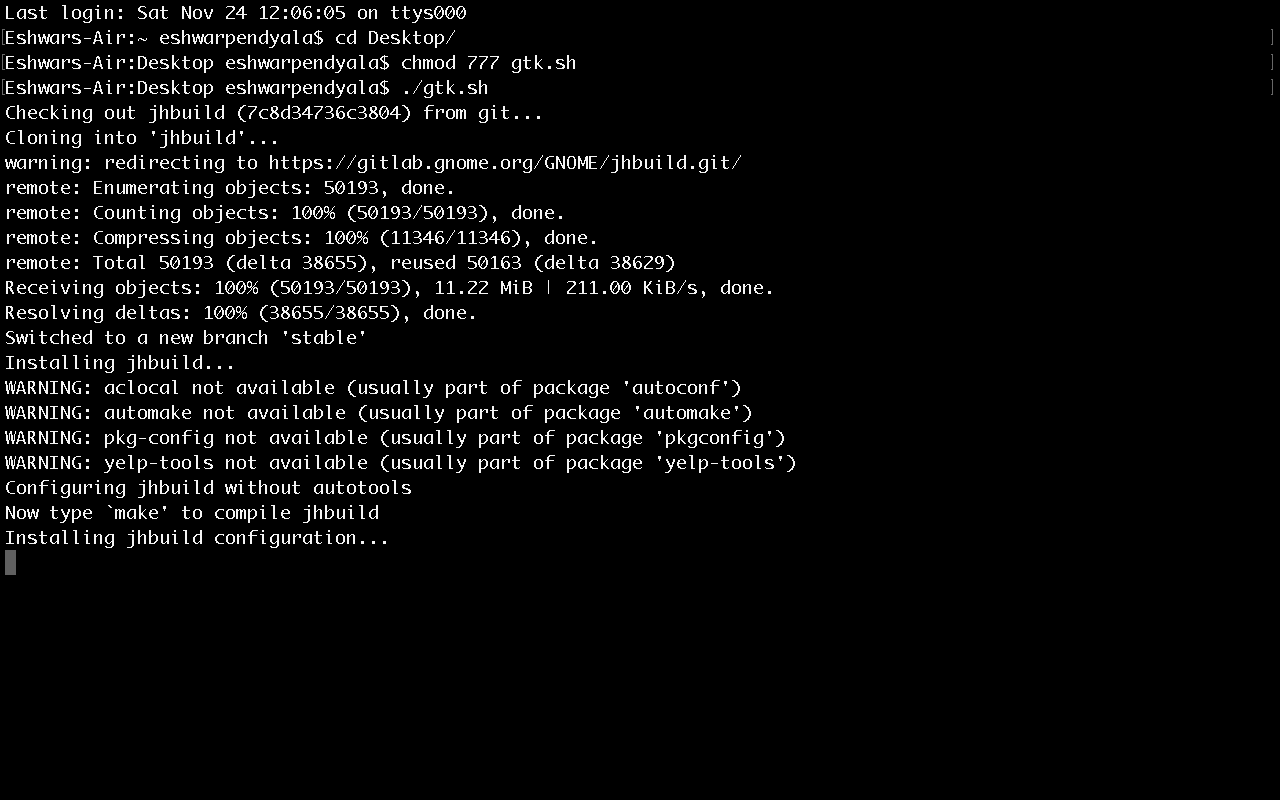 Last login: Sat Nov 24 12:06:05 on ttys000
[Eshwars-Air:~ eshwarpendyala$ cd Desktop/ ]
[Eshwars-Air:Desktop eshwarpendyala$ chmod 777 gtk.sh ]
[Eshwars-Air:Desktop eshwarpendyala$ ./gtk.sh ]
Checking out jhbuild (7c8d34736c3804) from git...
Cloning into 'jhbuild'...
warning: redirecting to https://gitlab.gnome.org/GNOME/jhbuild.git/
remote: Enumerating objects: 50193, done.
remote: Counting objects: 100% (50193/50193), done.
remote: Compressing objects: 100% (11346/11346), done.
remote: Total 50193 (delta 38655), reused 50163 (delta 38629)
Receiving objects: 100% (50193/50193), 11.22 MiB | 211.00 KiB/s, done.
Resolving deltas: 100% (38655/38655), done.
Switched to a new branch 'stable'
Installing jhbuild...
WARNING: aclocal not available (usually part of package 'autoconf')
WARNING: automake not available (usually part of package 'automake')
WARNING: pkg-config not available (usually part of package 'pkgconfig')
WARNING: yelp-tools not available (usually part of package 'yelp-tools')
Configuring jhbuild without autotools
Now type `make' to compile jhbuild
Installing jhbuild configuration...